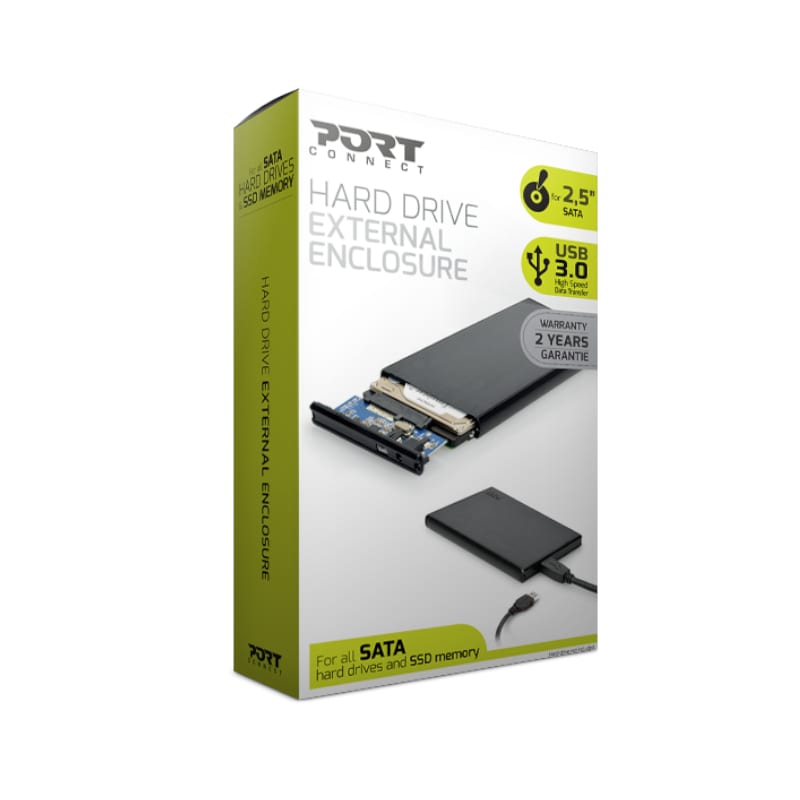 PORT
CONNECT
HARD DRIVE
EXTERNAL
ENCLOSURE
for 2,5"
SATA
USB
3.0
High Speed
Data Transfer
WARRANTY
2 YEARS
GARANTIE
For all SATA
hard drives and SSD memory
For all SATA
HARD DRIVES
& SSD MEMORY
HARD DRIVE EXTERNAL ENCLOSURE
PORT
CONNECT